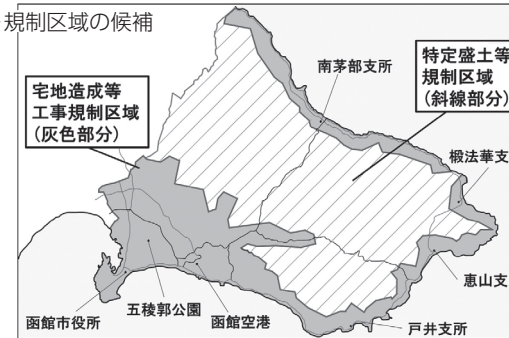 規制区域の候補
南茅部支所
特定盛土等
規制区域
(斜線部分)
宅地造成等
工事規制区域
(灰色部分)
椴法華支
恵山支
戸井支所
函館空港
五稜郭公園
函館市役所